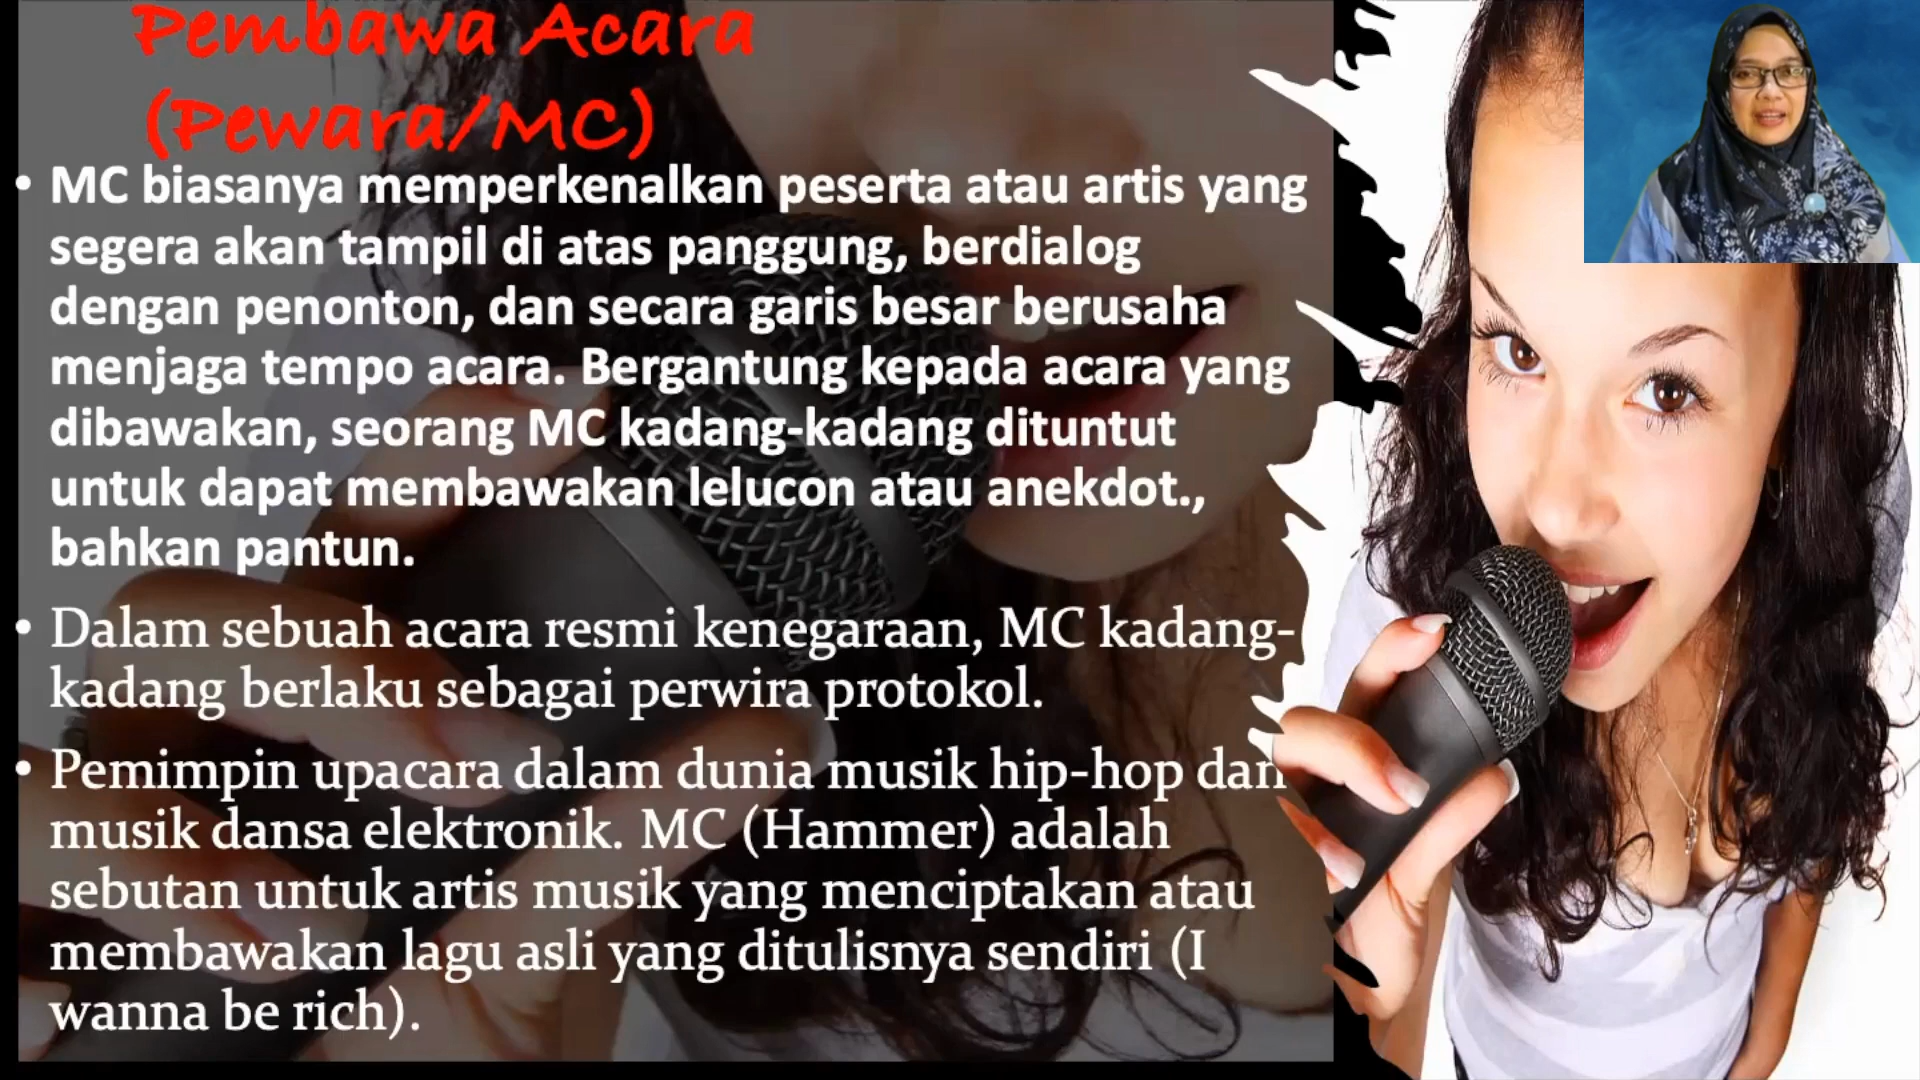 Pembawa Acara
(Pewara/MC)
• MC biasanya memperkenalkan peserta atau artis yang
segera akan tampil di atas panggung, berdialog
dengan penonton, dan secara garis besar berusaha
menjaga tempo acara. Bergantung kepada acara yang
dibawakan, seorang MC kadang-kadang dituntut
untuk dapat membawakan lelucon atau anekdot.,
bahkan pantun.
• Dalam sebuah acara resmi kenegaraan, MC kadang-
kadang berlaku sebagai perwira protokol.
• Pemimpin upacara dalam dunia musik hip-hop dan
musik dansa elektronik. MC (Hammer) adalah
sebutan untuk artis musik yang menciptakan atau
membawakan lagu asli yang ditulisnya sendiri (I
wanna be rich).